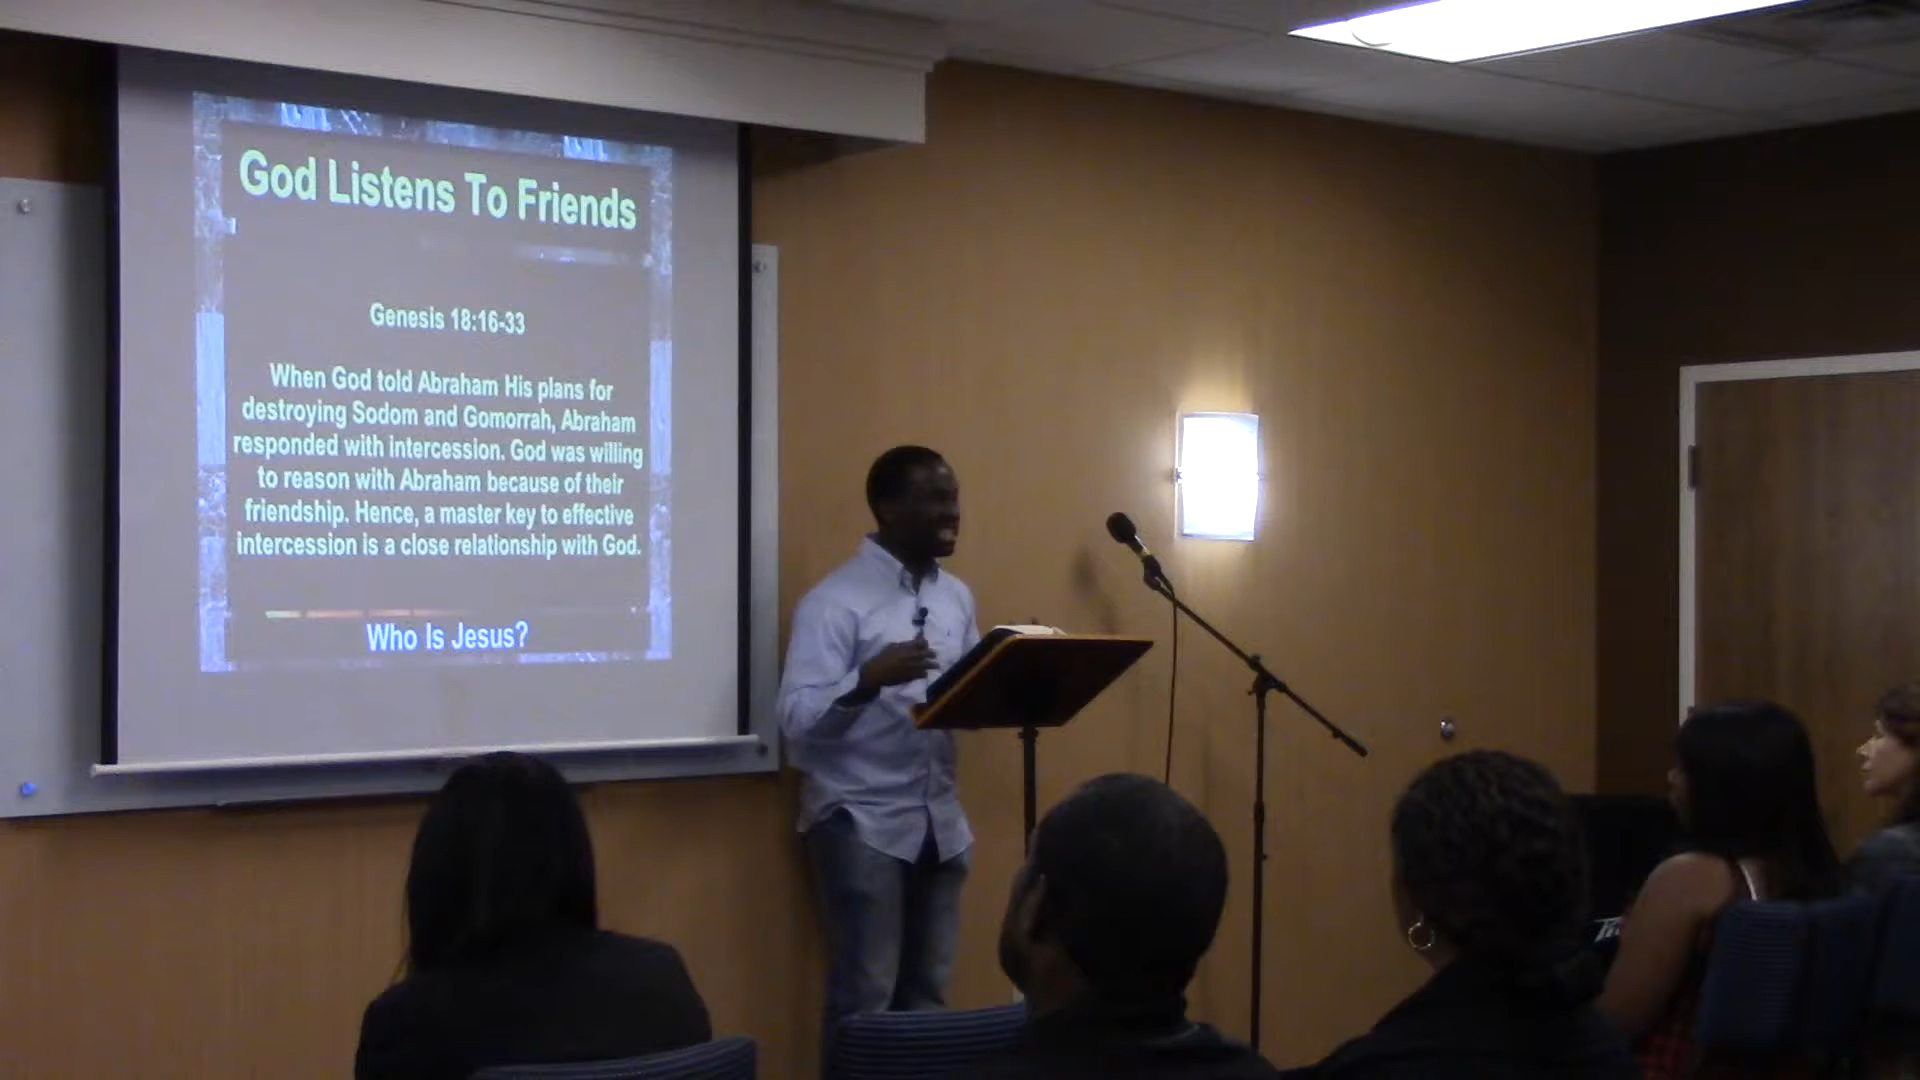 God Listens To Friends
Genesis 18:16-33
When God told Abraham His plans for
destroying Sodom and Gomorrah, Abraham
responded with intercession. God was willing
to reason with Abraham because of their
friendship. Hence, a master key to effective
intercession is a close relationship with God.
Who Is Jesus?